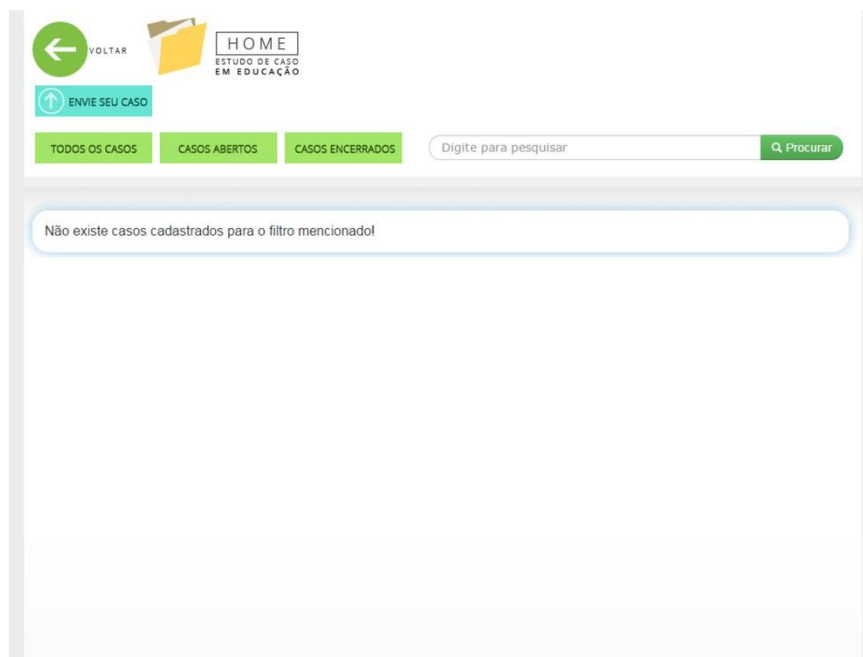 VOLTAR
HOME
ESTUDO DE CASO
EM EDUCAÇÃO
ENVIE SEU CASO
TODOS OS CASOS
CASOS ABERTOS
CASOS ENCERRADOS
Digite para pesquisar
Procurar
Não existe casos cadastrados para o filtro mencionado!